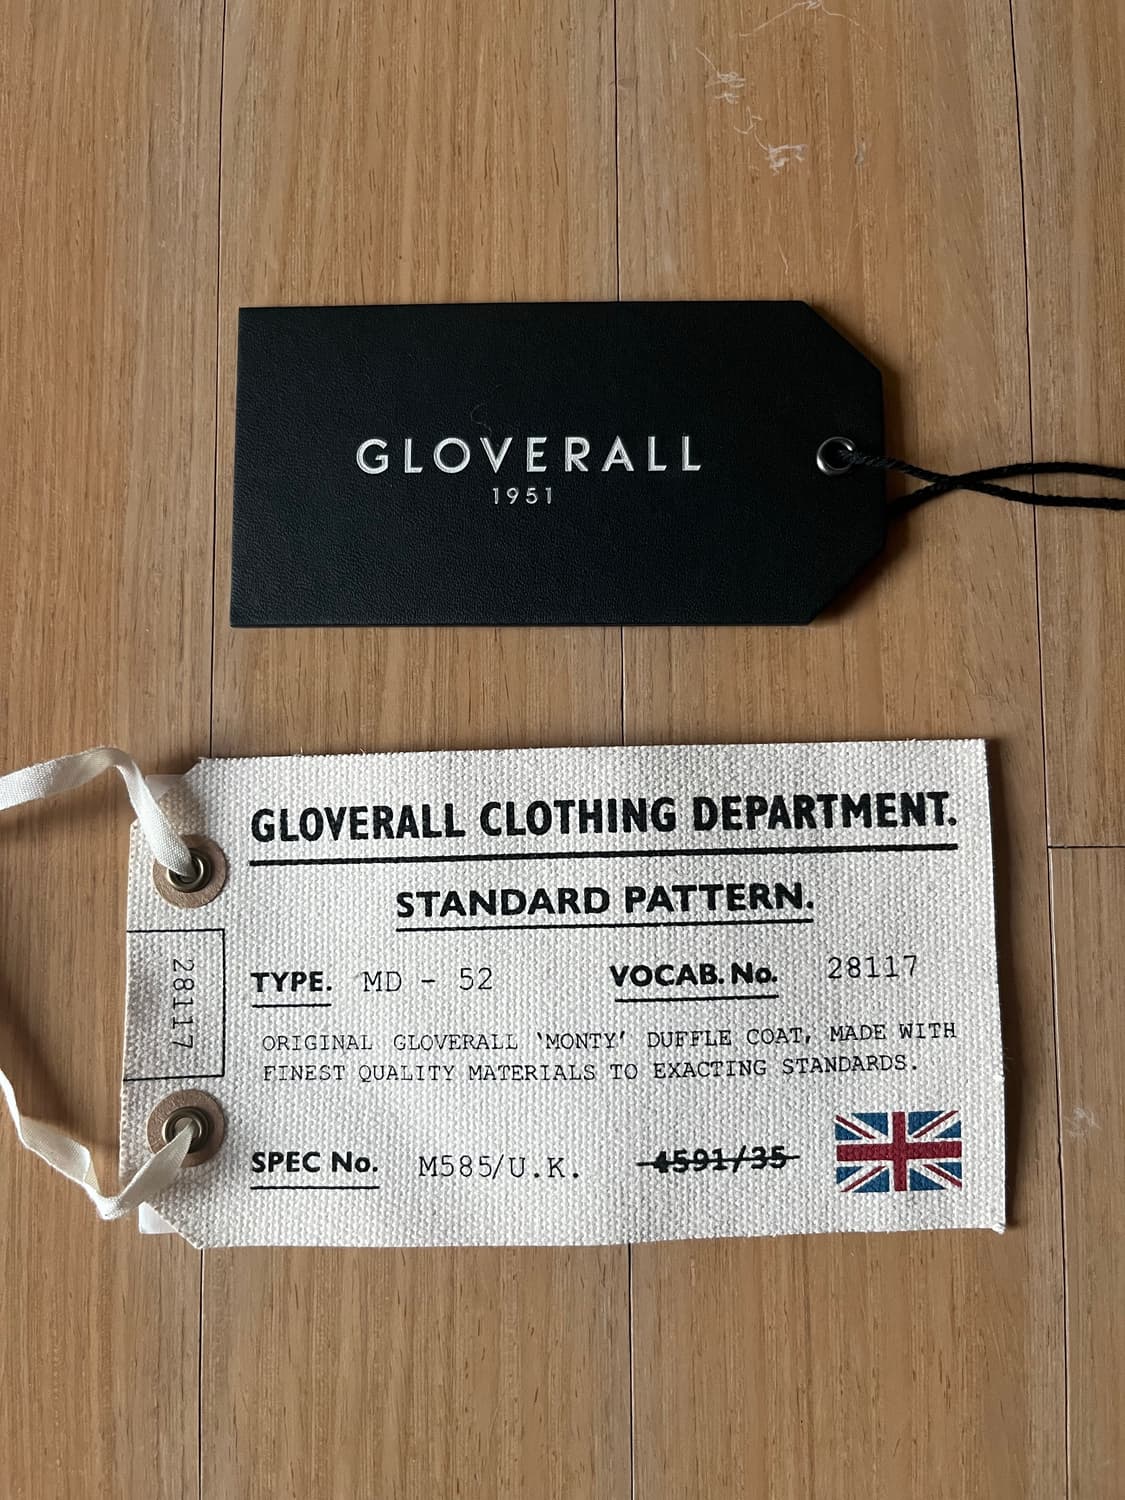 GLOVERALL
1951
GLOVERALL CLOTHING DEPARTMENT.
STANDARD PATTERN.
TYPE. MD - 52 VOCAB. No. 28117
28117
ORIGINAL GLOVERALL 'MONTY' DUFFLE COAT, MADE WITH
FINEST QUALITY MATERIALS TO EXACTING STANDARDS.
SPEC No. M585/U.K. 4591/35